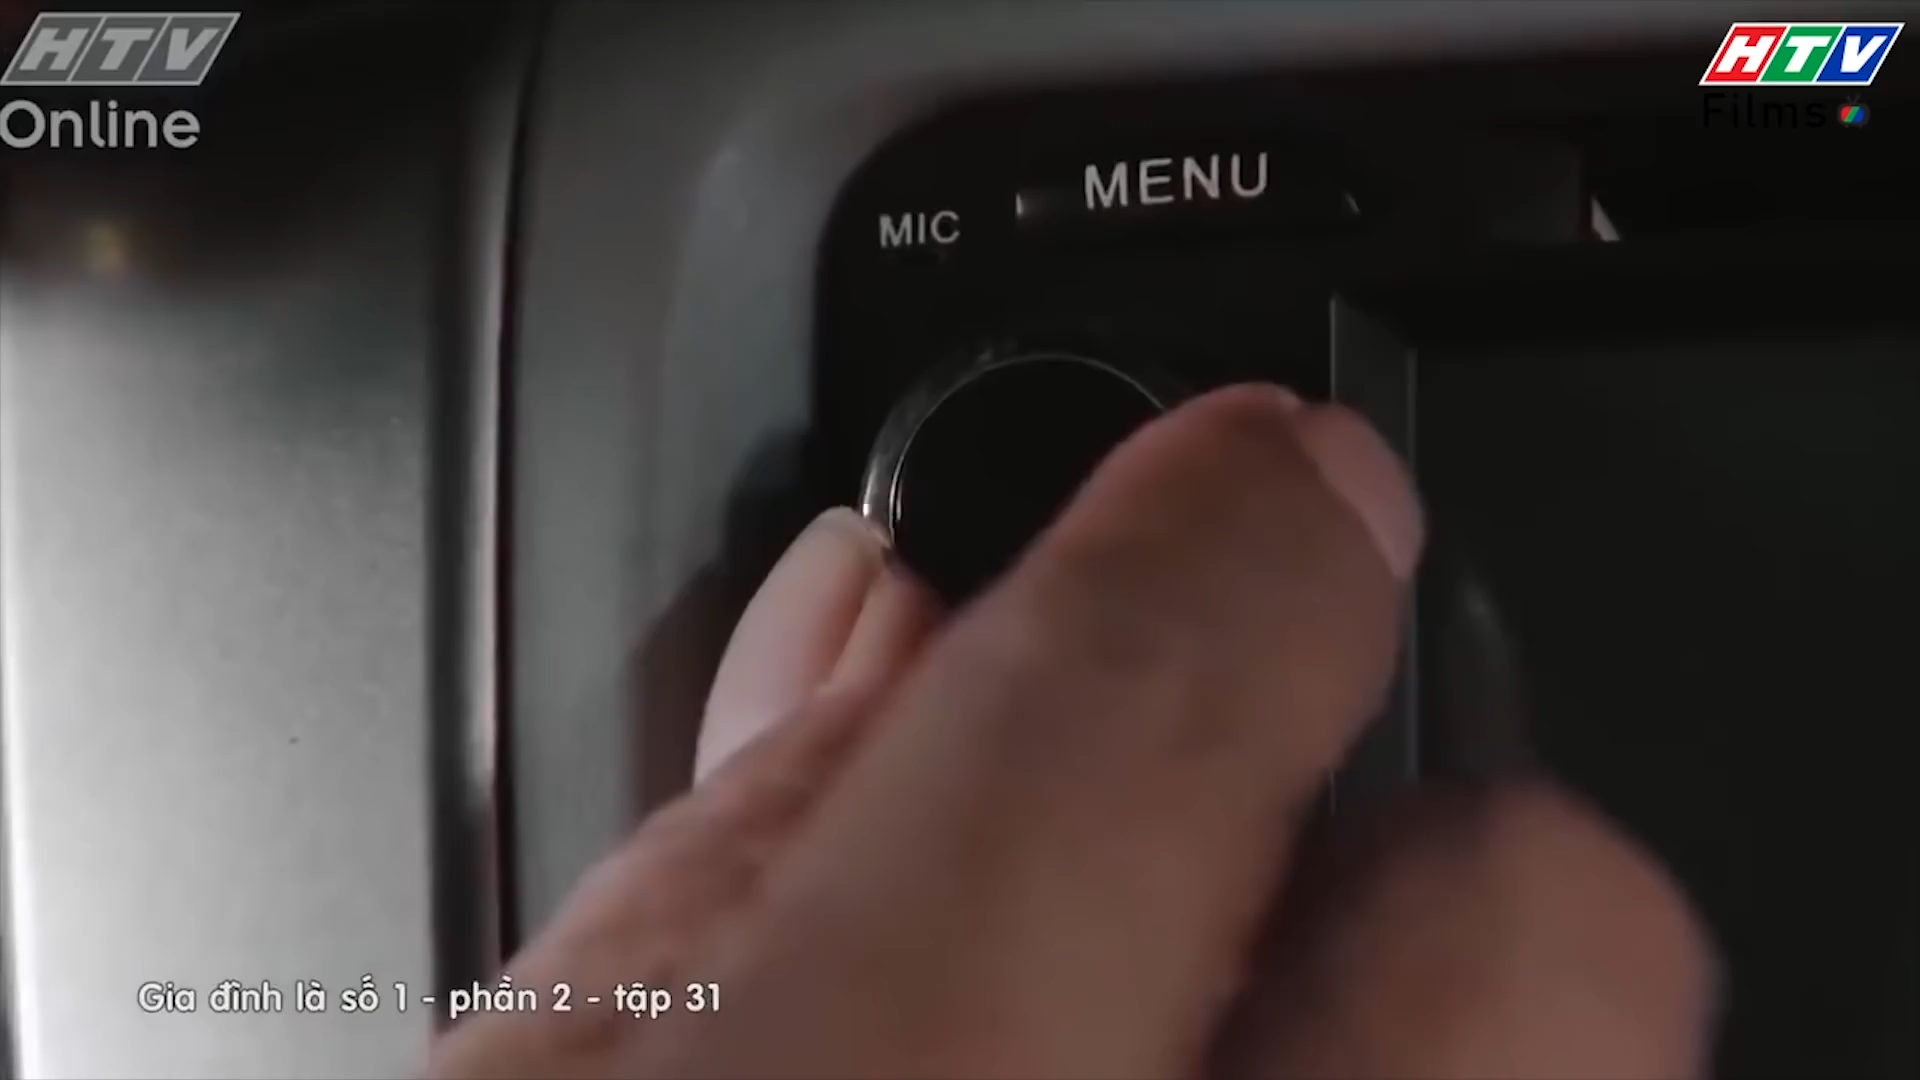 HTV
Online
HTV
Films
MENU
MIC
Gia đình là số 1 - phần 2 - tập 31